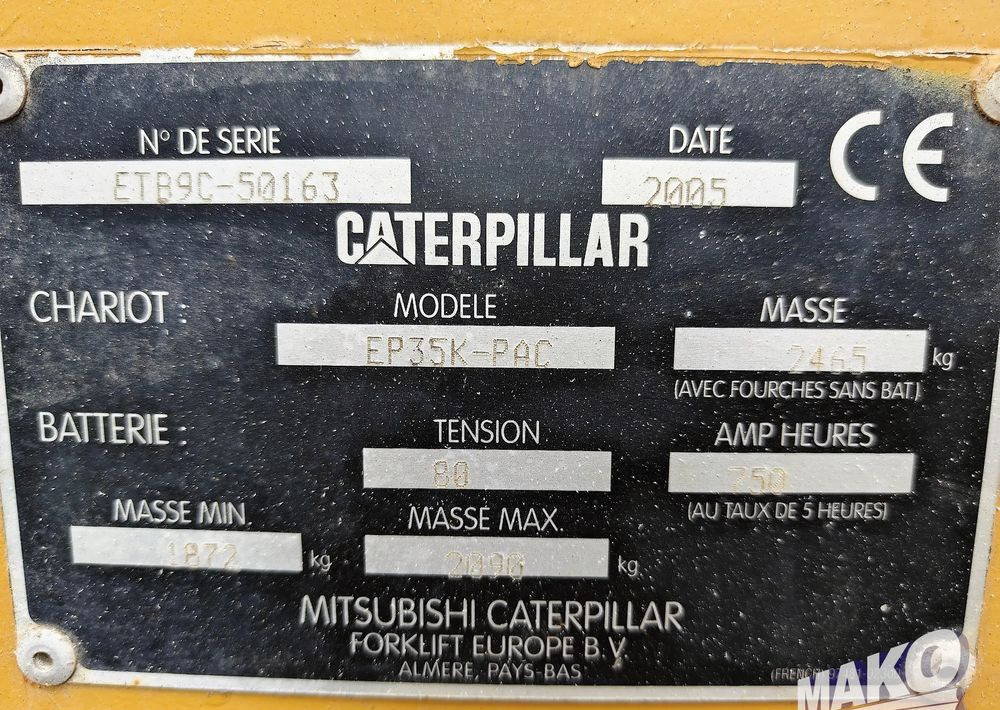 N° DE SERIE DATE CE
ETB9C-50163 2005
CATERPILLAR
CHARIOT : MODELE MASSE
EP35K-PAC 2465 kg
(AVEC FOURCHES SANS BAT.)
BATTERIE : TENSION AMP HEURES
80 750
MASSE MIN. MASSE MAX. (AU TAUX DE 5 HEURES)
1872 kg 2090 kg
MITSUBISHI CATERPILLAR
FORKLIFT EUROPE B.V.
ALMERE, PAYS-BAS
(FRENCH)
MAKO